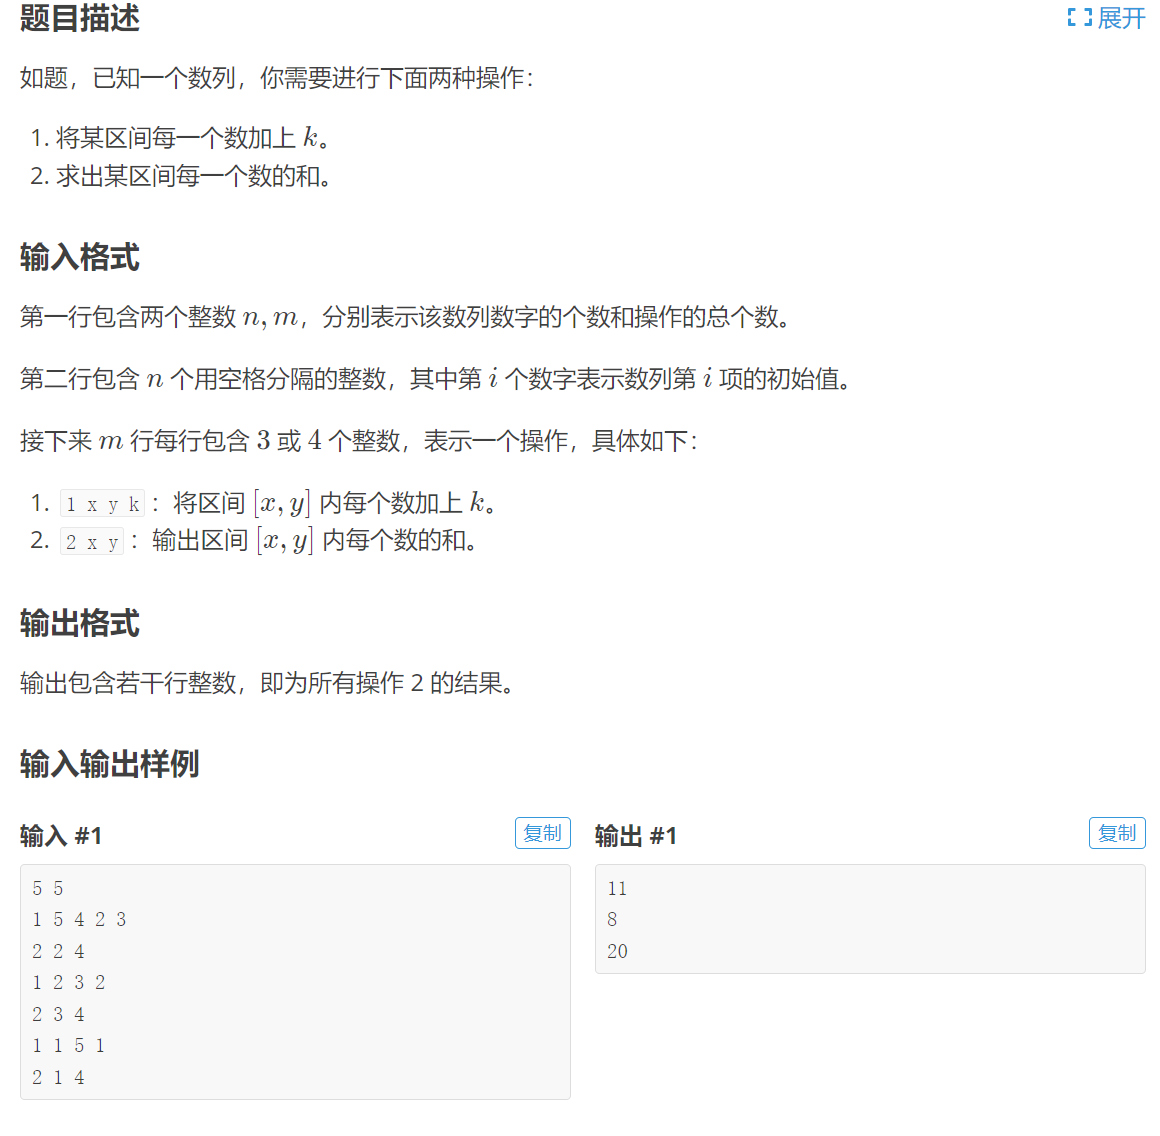 题目描述
展开
如题，已知一个数列，你需要进行下面两种操作：
1. 将某区间每一个数加上 k。
2. 求出某区间每一个数的和。
输入格式
第一行包含两个整数 n, m，分别表示该数列数字的个数和操作的总个数。
第二行包含 n 个用空格分隔的整数，其中第 i 个数字表示数列第 i 项的初始值。
接下来 m 行每行包含 3 或 4 个整数，表示一个操作，具体如下：
1. 1 x y k ：将区间 [x, y] 内每个数加上 k。
2. 2 x y ：输出区间 [x, y] 内每个数的和。
输出格式
输出包含若干行整数，即为所有操作 2 的结果。
输入输出样例
输入 #1
复制
5 5
1 5 4 2 3
2 2 4
1 2 3 2
2 3 4
1 1 5 1
2 1 4
输出 #1
复制
11
8
20